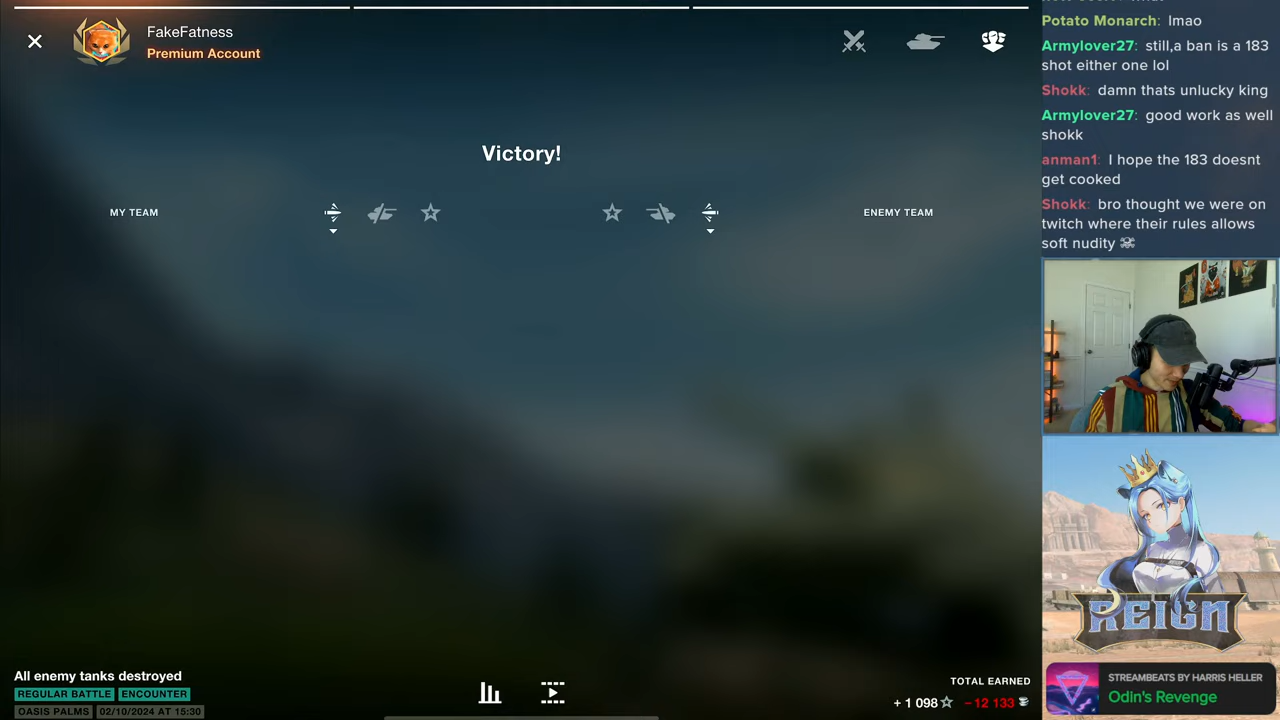 FakeFatness
Premium Account
Victory!
MY TEAM
ENEMY TEAM
All enemy tanks destroyed
REGULAR BATTLE ENCOUNTER
OASIS PALMS 02/10/2024 AT 15:30
TOTAL EARNED
+ 1 098 − 12 133
Potato Monarch: lmao
Armylover27: still,a ban is a 183
shot either one lol
Shokk: damn thats unlucky king
Armylover27: good work as well
shokk
anman1: I hope the 183 doesnt
get cooked
Shokk: bro thought we were on
twitch where their rules allows
soft nudity ☠
REIGN
STREAMBEATS BY HARRIS HELLER
Odin's Revenge